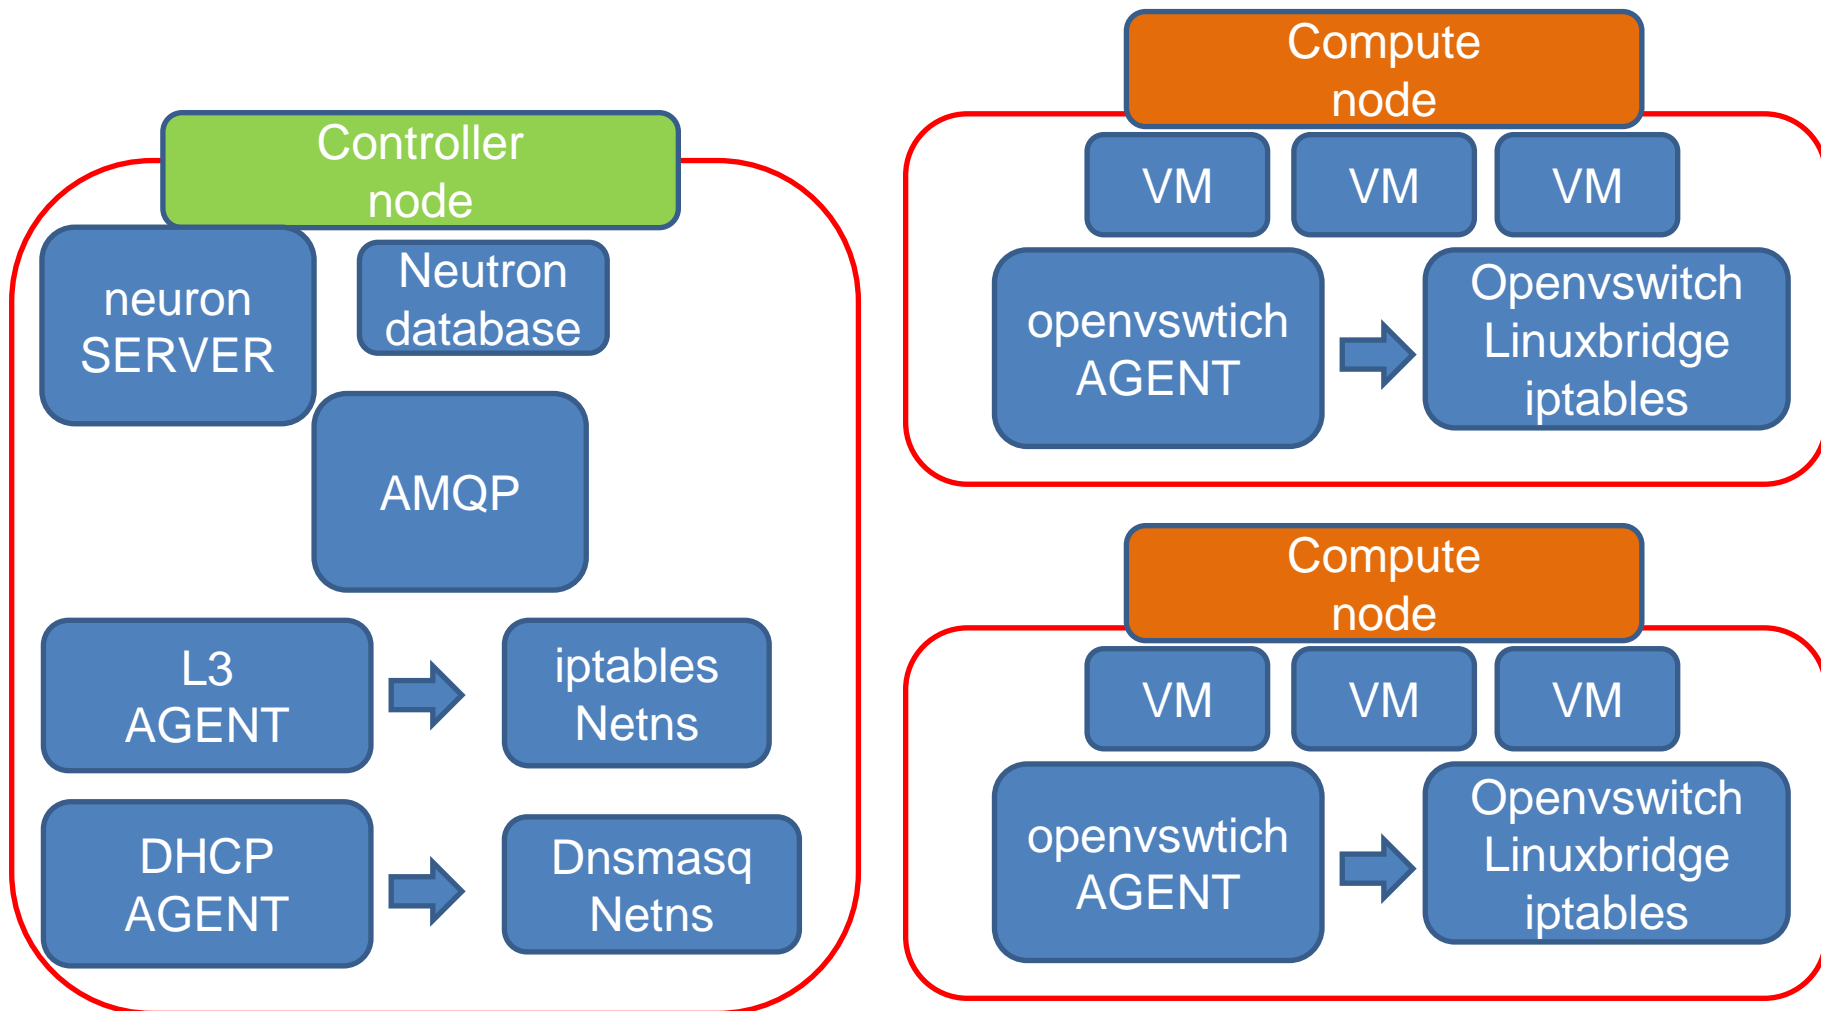 Controller
node
neuron
SERVER
Neutron
database
AMQP
L3
AGENT
iptables
Netns
DHCP
AGENT
Dnsmasq
Netns
Compute
node
VM
VM
VM
openvswtich
AGENT
Openvswitch
Linuxbridge
iptables
Compute
node
VM
VM
VM
openvswtich
AGENT
Openvswitch
Linuxbridge
iptables